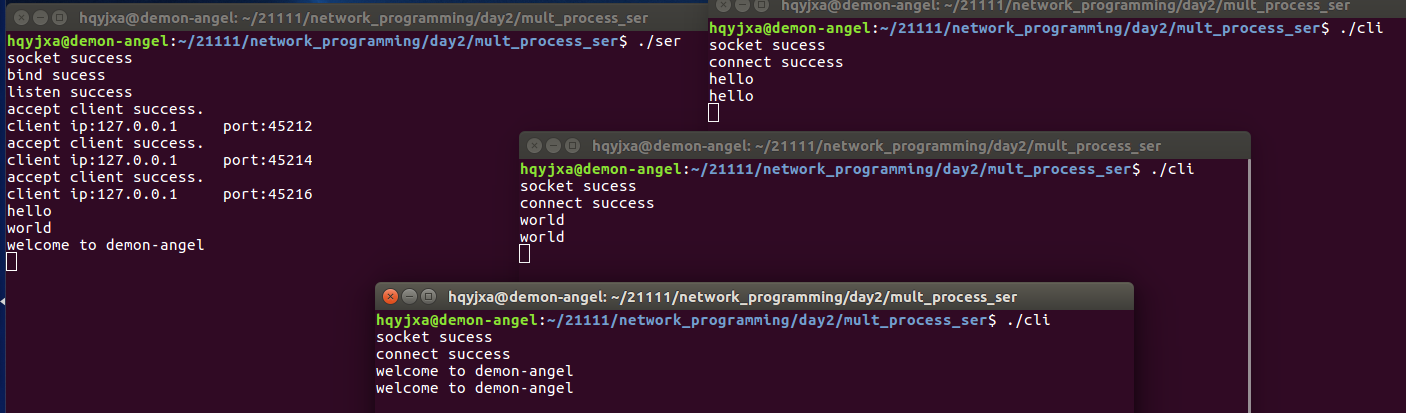 hqyjxa@demon-angel: ~/21111/network_programming/day2/mult_process_ser
hqyjxa@demon-angel:~/21111/network_programming/day2/mult_process_ser$ ./ser
socket success
bind sucess
listen success
accept client success.
client ip:127.0.0.1 port:45212
accept client success.
client ip:127.0.0.1 port:45214
accept client success.
client ip:127.0.0.1 port:45216
hello
world
welcome to demon-angel
hqyjxa@demon-angel: ~/21111/network_programming/day2/mult_process_ser
hqyjxa@demon-angel:~/21111/network_programming/day2/mult_process_ser$ ./cli
socket sucess
connect success
hello
hello
hqyjxa@demon-angel: ~/21111/network_programming/day2/mult_process_ser
hqyjxa@demon-angel:~/21111/network_programming/day2/mult_process_ser$ ./cli
socket sucess
connect success
world
world
hqyjxa@demon-angel: ~/21111/network_programming/day2/mult_process_ser
hqyjxa@demon-angel:~/21111/network_programming/day2/mult_process_ser$ ./cli
socket sucess
connect success
welcome to demon-angel
welcome to demon-angel